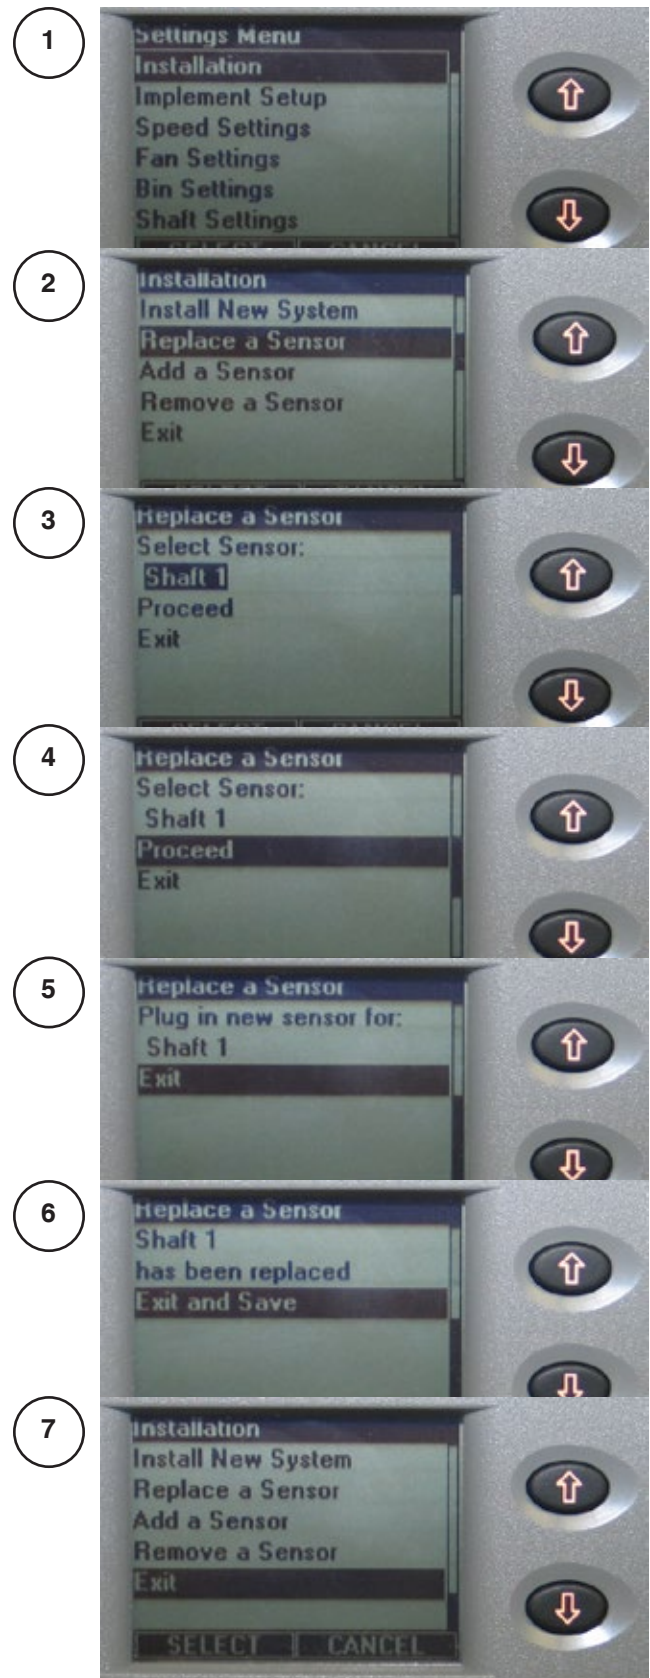 1
Settings Menu
Installation
Implement Setup
Speed Settings
Fan Settings
Bin Settings
Shaft Settings
SELECT CANCEL
2
Installation
Install New System
Replace a Sensor
Add a Sensor
Remove a Sensor
Exit
3
Replace a Sensor
Select Sensor:
Shaft 1
Proceed
Exit
SELECT CANCEL
4
Replace a Sensor
Select Sensor:
Shaft 1
Proceed
Exit
5
Replace a Sensor
Plug in new sensor for:
Shaft 1
Exit
6
Replace a Sensor
Shaft 1
has been replaced
Exit and Save
7
Installation
Install New System
Replace a Sensor
Add a Sensor
Remove a Sensor
Exit
SELECT CANCEL